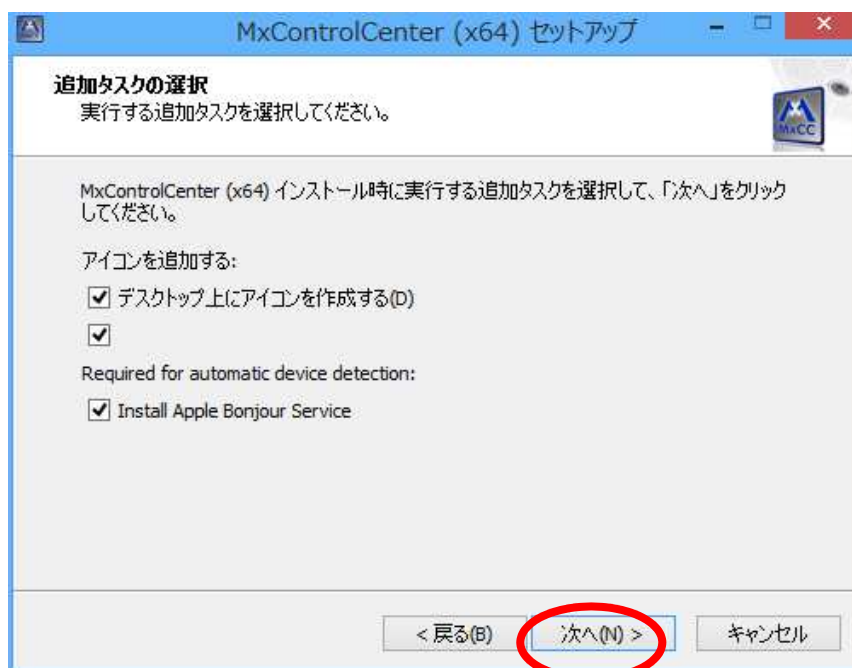 MxControlCenter (x64) セットアップ
追加タスクの選択
実行する追加タスクを選択してください。
MxCC
MxControlCenter (x64) インストール時に実行する追加タスクを選択して、「次へ」をクリック
してください。
アイコンを追加する:
デスクトップ上にアイコンを作成する(D)
Required for automatic device detection:
Install Apple Bonjour Service
< 戻る(B) 次へ(N) > キャンセル